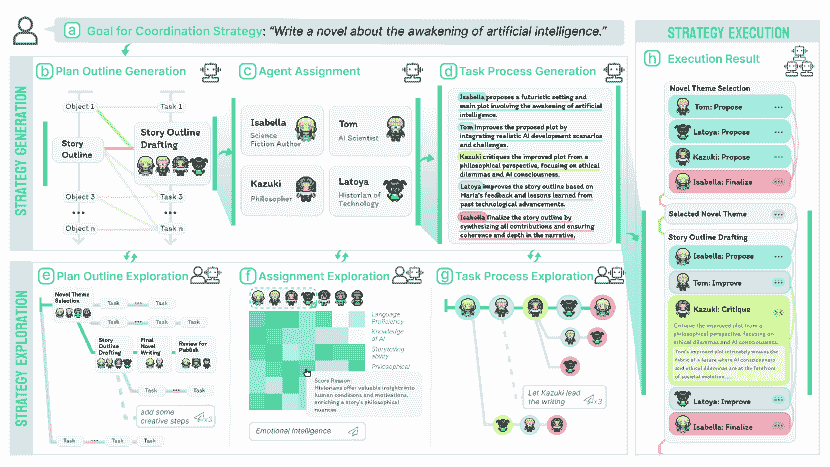 a Goal for Coordination Strategy: "Write a novel about the awakening of artificial intelligence."
STRATEGY GENERATION
b Plan Outline Generation
Object 1
Task 1
Story Outline
Story Outline Drafting
Object 3
Task 3
•••
•••
Object n
Task n
c Agent Assignment
Isabella
Science Fiction Author
Tom
AI Scientist
Kazuki
Philosopher
Latoya
Historian of Technology
d Task Process Generation
Isabella proposes a futuristic setting and
main plot involving the awakening of artificial
intelligence.
Tom improves the proposed plot by
integrating realistic AI development scenarios
and challenges.
Kazuki critiques the improved plot from a
philosophical perspective, focusing on ethical
dilemmas and AI consciousness.
Latoya improves the story outline based on
Maria's feedback and lessons learned from
past technological advancements.
Isabella finalize the story outline by
synthesizing all contributions and ensuring
coherence and depth in the narrative.
STRATEGY EXPLORATION
e Plan Outline Exploration
Novel Theme Selection
Task
Task
Task
Task
Task
Story Outline Drafting
Final Novel Writing
Review for Publish
Task
Task
add some creative steps
x3
Task
Task
Task
f Assignment Exploration
Language Proficiency
Knowledge of AI
Storytelling Ability
Philosophical
Score Reason
Historians offer valuable insights into
human conditions and motivations,
enriching a story's philosophical
nuances.
Emotional Intelligence
g Task Process Exploration
Let Kazuki lead the writing
x3
STRATEGY EXECUTION
h Execution Result
Novel Theme Selection
Tom: Propose
Latoya: Propose
Kazuki: Propose
Isabella: Finalize
Selected Novel Theme
Story Outline Drafting
Isabella: Propose
Tom: Improve
Kazuki: Critique
Critique the improved plot from a
philosophical perspective, focusing on
ethical dilemmas and AI consciousness.
Tom's improved plot intricately weaves the
fabric of a future where AI consciousness
and ethical dilemmas are at the forefront
of societal evolution.
Latoya: Improve
Isabella: Finalize